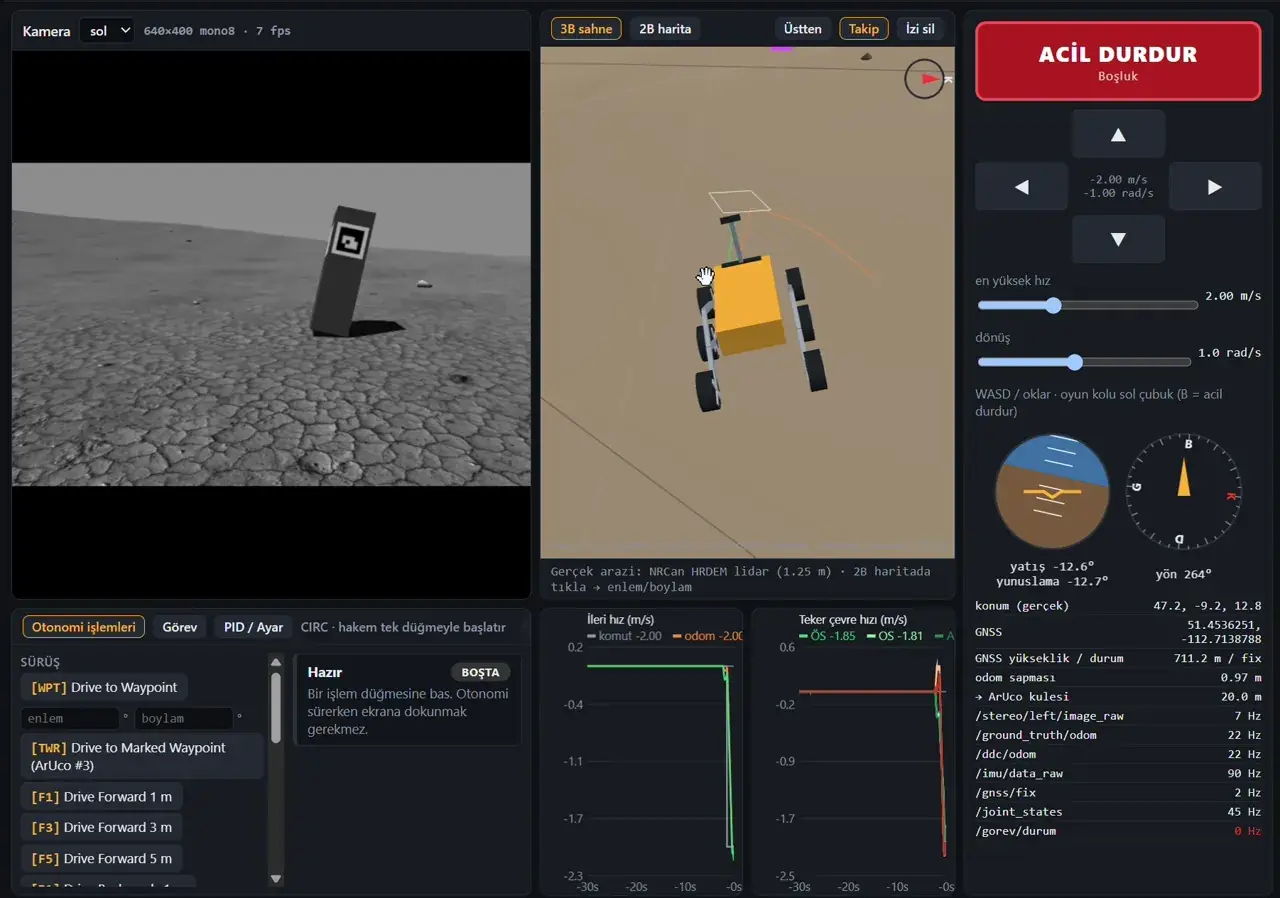 Kamera sol 640x400 mono8 · 7 fps
3B sahne 2B harita Üstten Takip İzi sil
K
Gerçek arazi: NRCan HRDEM lidar (1.25 m) · 2B haritada
tıkla → enlem/boylam
ACİL DURDUR
Boşluk
▲
◀ ▶
-2.00 m/s
-1.00 rad/s
▼
en yüksek hız
2.00 m/s
dönüş
1.0 rad/s
WASD / oklar · oyun kolu sol çubuk (B = acil
durdur)
B
G K
D
yatış -12.6°
yunuslama -12.7°
yön 264°
konum (gerçek) 47.2, -9.2, 12.8
GNSS 51.4536251,
-112.7138788
GNSS yükseklik / durum 711.2 m / fix
odom sapması 0.97 m
→ ArUco kulesi 20.0 m
/stereo/left/image_raw 7 Hz
/ground_truth/odom 22 Hz
/ddc/odom 22 Hz
/imu/data_raw 90 Hz
/gnss/fix 2 Hz
/joint_states 45 Hz
/gorev/durum 0 Hz
Otonomi işlemleri Görev PID / Ayar CIRC · hakem tek düğmeyle başlatır
SÜRÜŞ
[WPT] Drive to Waypoint
enlem ° boylam °
[TWR] Drive to Marked Waypoint
(ArUco #3)
[F1] Drive Forward 1 m
[F3] Drive Forward 3 m
[F5] Drive Forward 5 m
Hazır BOŞTA
Bir işlem düğmesine bas. Otonomi
sürerken ekrana dokunmak
gerekmez.
İleri hız (m/s)
komut -2.00 odom -2.00
0.2
-0.4
-1.1
-1.7
-2.3
-30s -20s -10s -0s
Teker çevre hızı (m/s)
ÖS -1.85 OS -1.81 A
0.6
-0.2
-0.9
-1.7
-2.5
-30s -20s -10s -0s